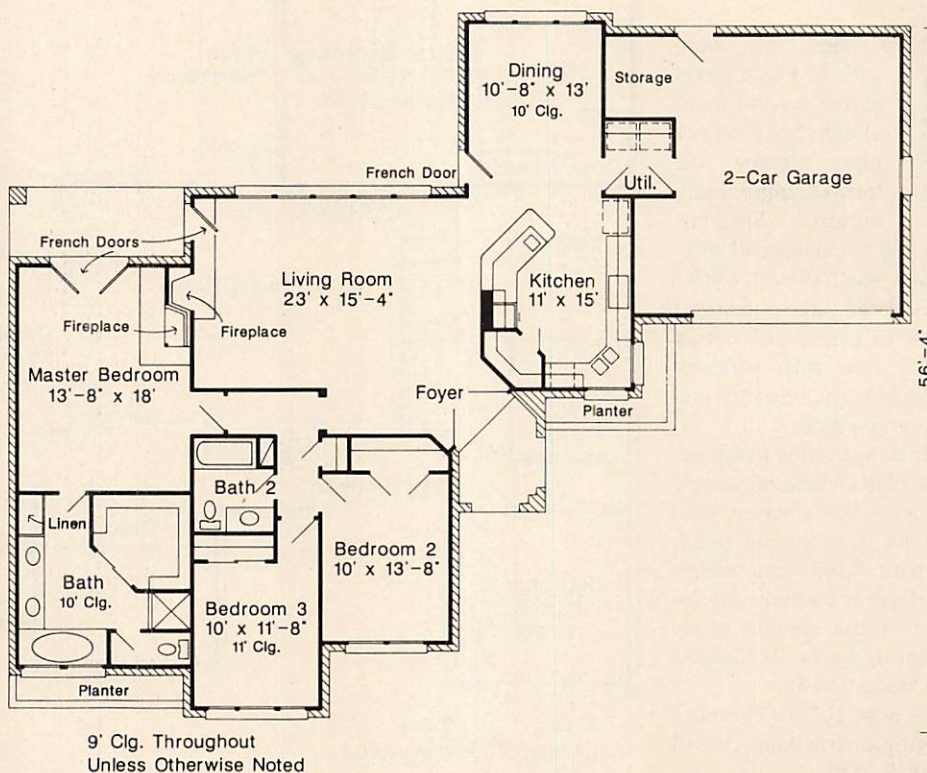 Dining
10'-8" x 13'
10' Clg.
Storage
2-Car Garage
Util.
French Door
French Doors
Living Room
23' x 15'-4"
Kitchen
11' x 15'
Fireplace
Fireplace
Master Bedroom
13'-8" x 18'
Foyer
Planter
56'-4"
Bath 2
Linen
Bedroom 2
10' x 13'-8"
Bath
10' Clg.
Bedroom 3
10' x 11'-8"
11' Clg.
Planter
9' Clg. Throughout
Unless Otherwise Noted